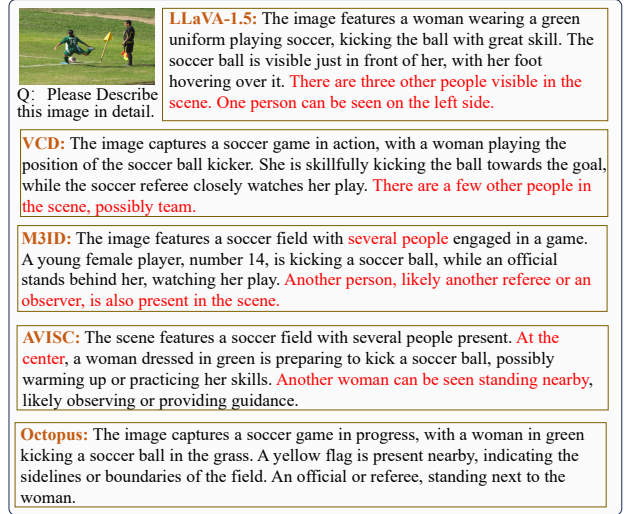 Q: Please Describe
this image in detail.
LLaVA-1.5: The image features a woman wearing a green
uniform playing soccer, kicking the ball with great skill. The
soccer ball is visible just in front of her, with her foot
hovering over it. There are three other people visible in the
scene. One person can be seen on the left side.
VCD: The image captures a soccer game in action, with a woman playing the
position of the soccer ball kicker. She is skillfully kicking the ball towards the goal,
while the soccer referee closely watches her play. There are a few other people in
the scene, possibly team.
M3ID: The image features a soccer field with several people engaged in a game.
A young female player, number 14, is kicking a soccer ball, while an official
stands behind her, watching her play. Another person, likely another referee or an
observer, is also present in the scene.
AVISC: The scene features a soccer field with several people present. At the
center, a woman dressed in green is preparing to kick a soccer ball, possibly
warming up or practicing her skills. Another woman can be seen standing nearby,
likely observing or providing guidance.
Octopus: The image captures a soccer game in progress, with a woman in green
kicking a soccer ball in the grass. A yellow flag is present nearby, indicating the
sidelines or boundaries of the field. An official or referee, standing next to the
woman.